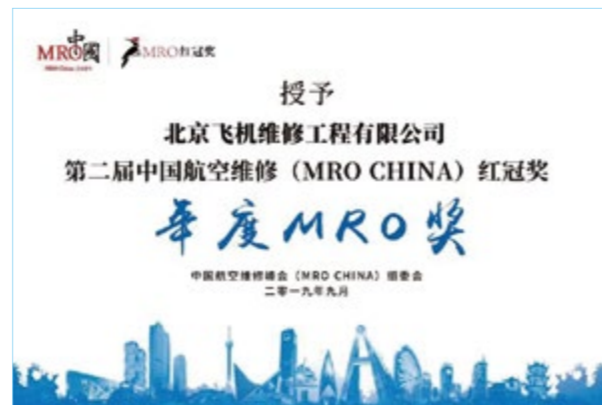 MRO中國
MRO红冠奖
授予
北京飞机维修工程有限公司
第二届中国航空维修（MRO CHINA）红冠奖
年度MRO奖
中国航空维修峰会（MRO CHINA）组委会
二零一九年九月